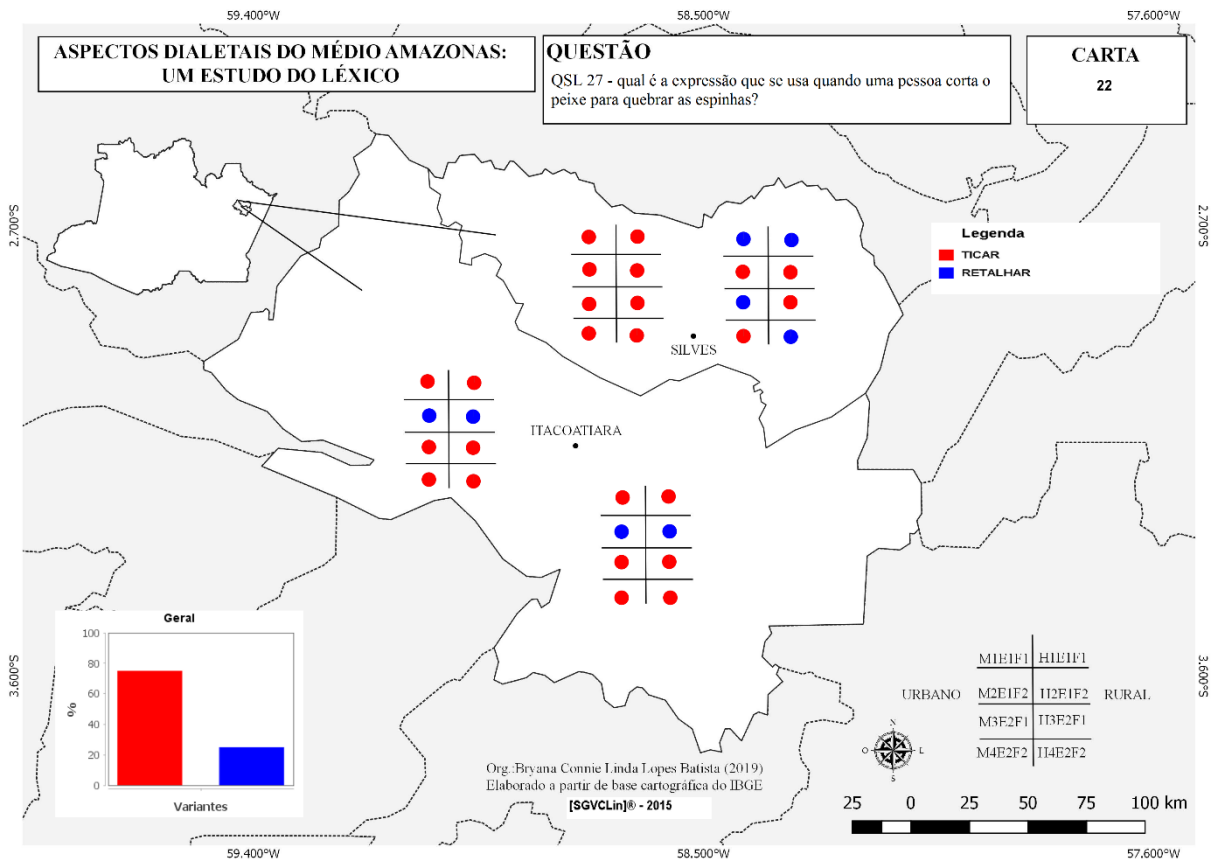 59.400°W
58.500°W
57.600°W
ASPECTOS DIALETAIS DO MÉDIO AMAZONAS:
UM ESTUDO DO LÉXICO
QUESTÃO
QSL 27 - qual é a expressão que se usa quando uma pessoa corta o
peixe para quebrar as espinhas?
CARTA
22
2.700°S
2.700°S
Legenda
TICAR
RETALHAR
SILVES
ITACOATIARA
Geral
100
80
60
40
20
0
%
Variantes
3.600°S
3.600°S
M1E1F1 H1E1F1
URBANO M2E1F2 H2E1F2 RURAL
M3E2F1 H3E2F1
M4E2F2 H4E2F2
N
O L
S
Org.:Bryana Connie Linda Lopes Batista (2019)
Elaborado a partir de base cartográfica do IBGE
[SGVCLin]® - 2015
25 0 25 50 75 100 km
59.400°W
58.500°W
57.600°W